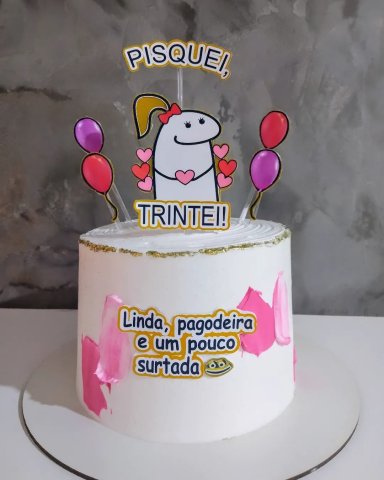 PISQUEI,
TRINTEI!
Linda, pagodeira
e um pouco
surtada